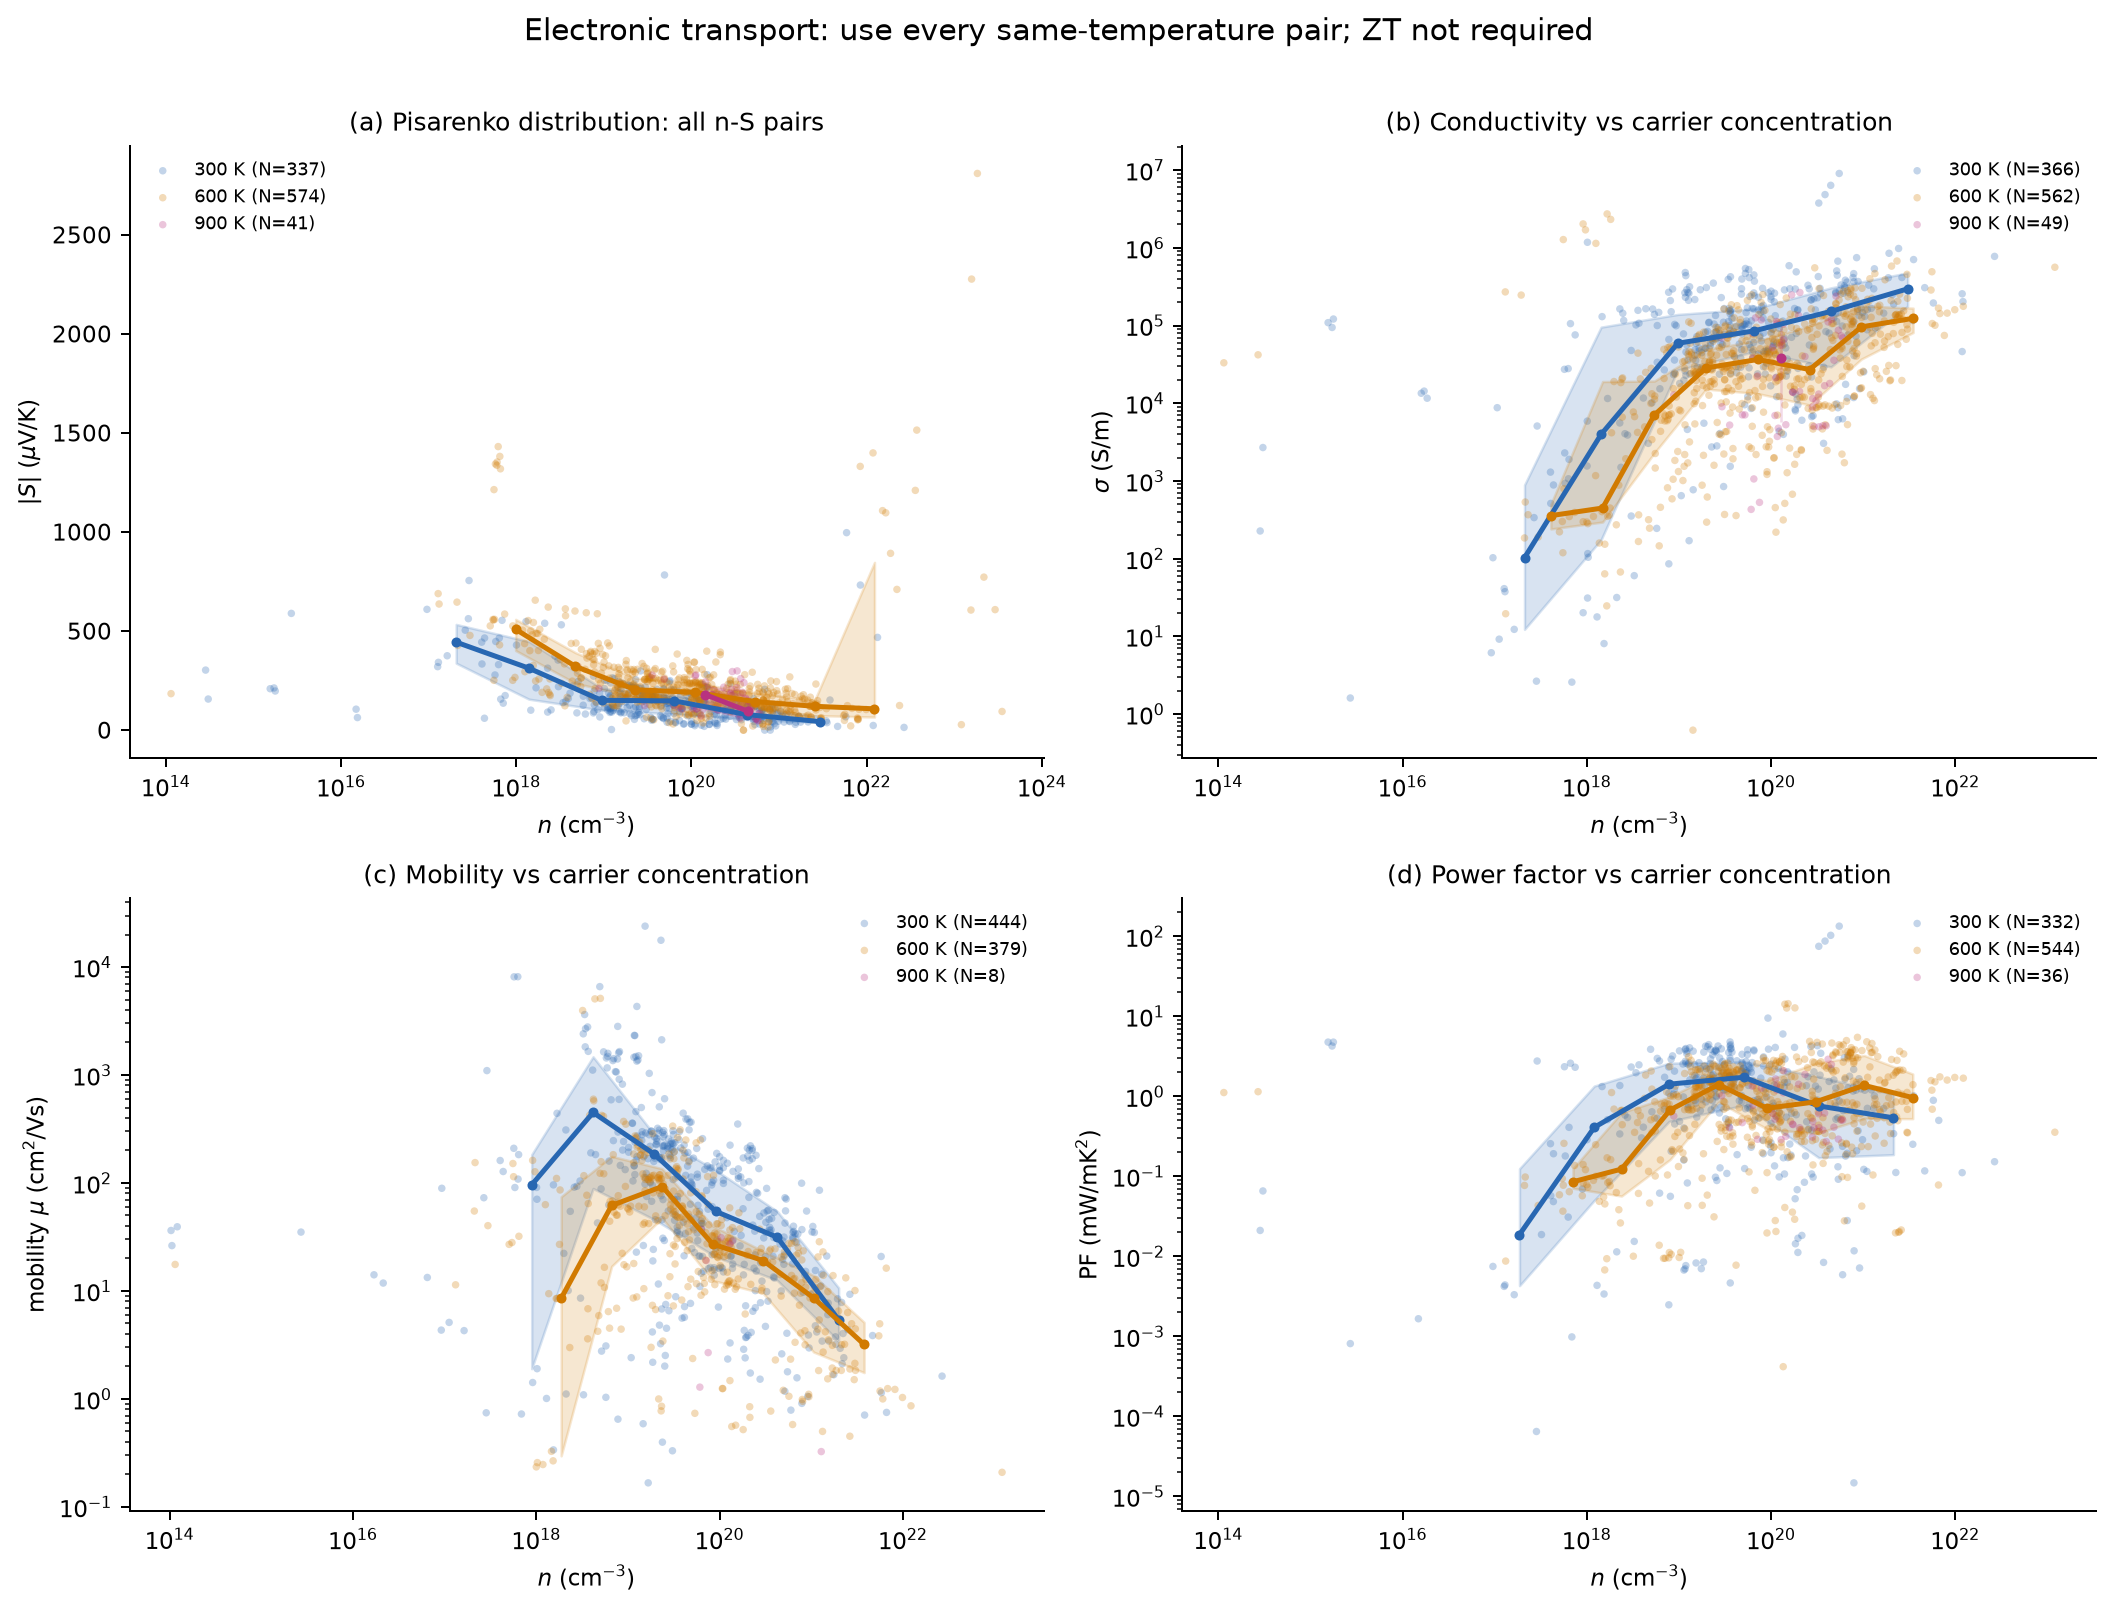 Electronic transport: use every same-temperature pair; ZT not required
(a) Pisarenko distribution: all n-S pairs
300 K (N=337)
600 K (N=574)
900 K (N=41)
|S| (μV/K)
2500
2000
1500
1000
500
0
10^14 10^16 10^18 10^20 10^22 10^24
n (cm^−3)
(b) Conductivity vs carrier concentration
300 K (N=366)
600 K (N=562)
900 K (N=49)
σ (S/m)
10^7
10^6
10^5
10^4
10^3
10^2
10^1
10^0
10^14 10^16 10^18 10^20 10^22
n (cm^−3)
(c) Mobility vs carrier concentration
300 K (N=444)
600 K (N=379)
900 K (N=8)
mobility μ (cm^2/Vs)
10^4
10^3
10^2
10^1
10^0
10^−1
10^14 10^16 10^18 10^20 10^22
n (cm^−3)
(d) Power factor vs carrier concentration
300 K (N=332)
600 K (N=544)
900 K (N=36)
PF (mW/mK^2)
10^2
10^1
10^0
10^−1
10^−2
10^−3
10^−4
10^−5
10^14 10^16 10^18 10^20 10^22
n (cm^−3)